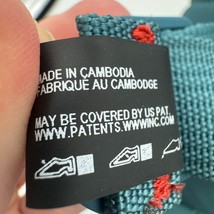 MADE IN CAMBODIA
FABRIQUE AU CAMBODGE
MAY BE COVERED BY US PAT.
WWW.PATENTS.WWWINC.COM